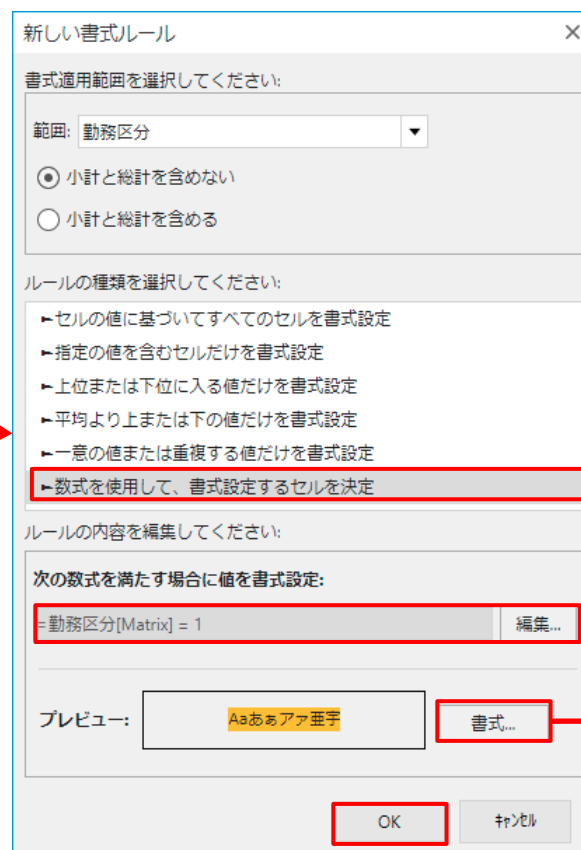 新しい書式ルール
書式適用範囲を選択してください:
範囲: 勤務区分
小計と総計を含めない
小計と総計を含める
ルールの種類を選択してください:
►セルの値に基づいてすべてのセルを書式設定
►指定の値を含むセルだけを書式設定
►上位または下位に入る値だけを書式設定
►平均より上または下の値だけを書式設定
►一意の値または重複する値だけを書式設定
►数式を使用して、書式設定するセルを決定
ルールの内容を編集してください:
次の数式を満たす場合に値を書式設定:
=勤務区分[Matrix] = 1 編集...
プレビュー: Aaあぁアァ亜宇 書式...
OK ｷｬﾝｾﾙ